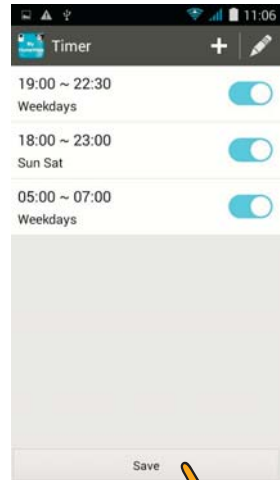 11:06
Timer
19:00 ~ 22:30
Weekdays
18:00 ~ 23:00
Sun Sat
05:00 ~ 07:00
Weekdays
Save